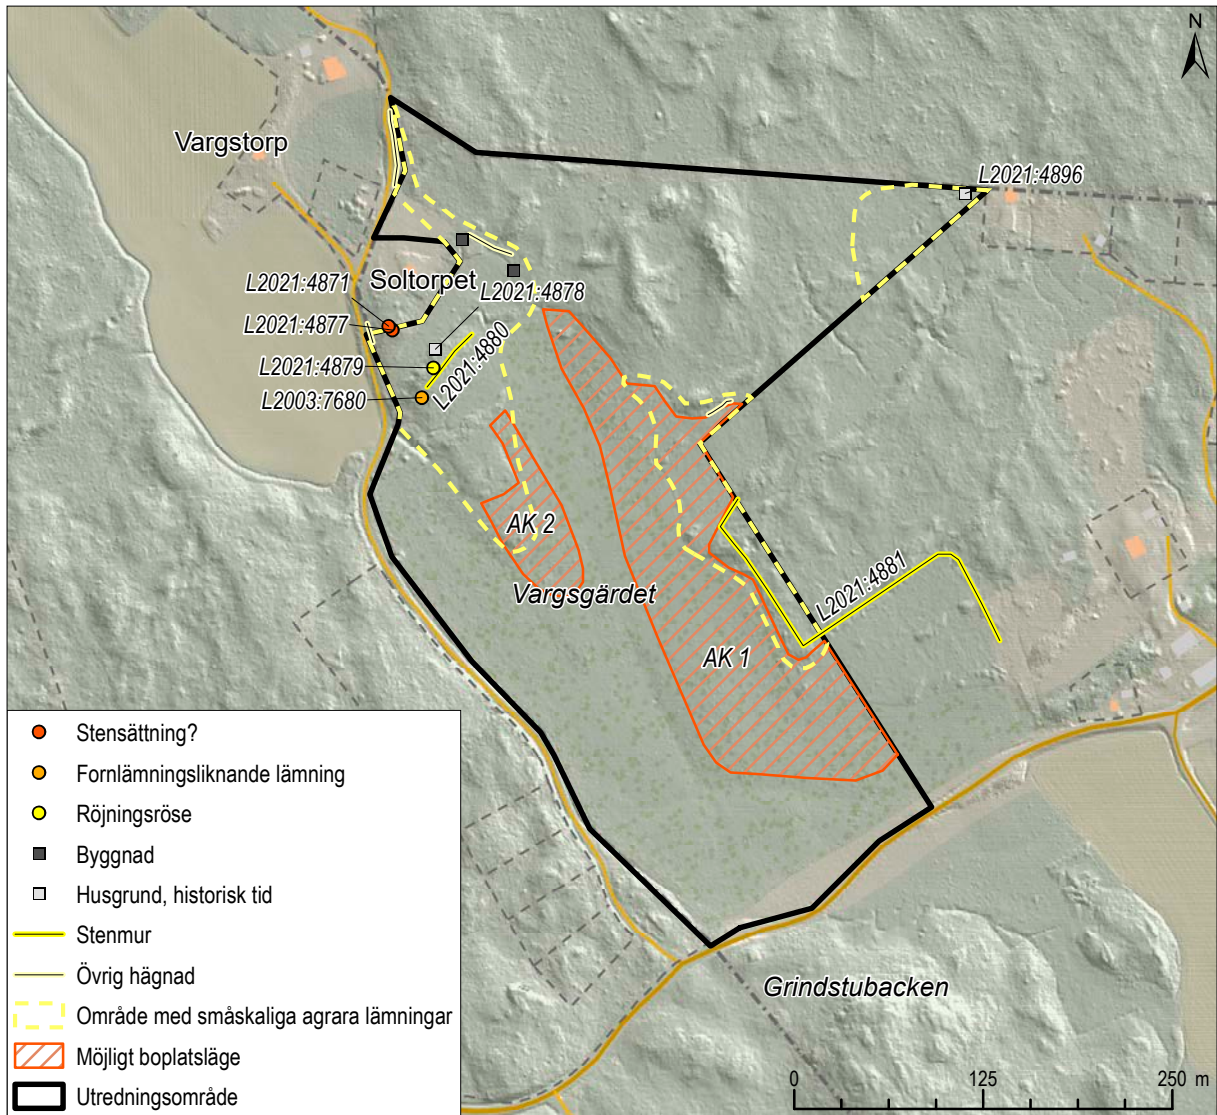 N
Vargstorp
L2021:4896
L2021:4871
Soltorpet
L2021:4878
L2021:4877
L2021:4879
L2021:4880
L2003:7680
AK 2
Vargsgärdet
L2021:4881
AK 1
Stensättning?
Fornlämningsliknande lämning
Röjningsröse
Byggnad
Husgrund, historisk tid
Stenmur
Övrig hägnad
Område med småskaliga agrara lämningar
Möjligt boplatsläge
Utredningsområde
Grindstubacken
0 125 250 m